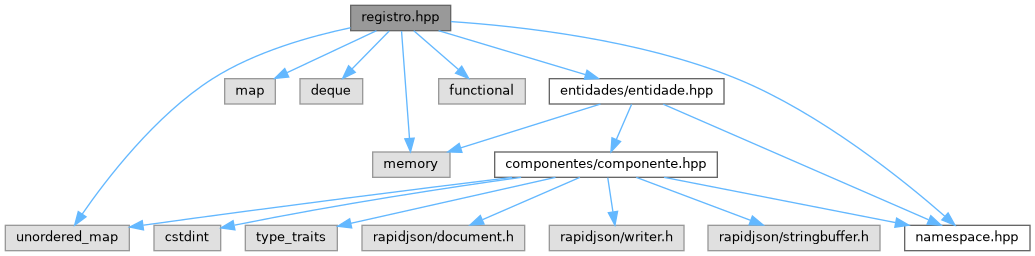 registro.hpp
map
deque
functional
entidades/entidade.hpp
memory
componentes/componente.hpp
unordered_map
cstdint
type_traits
rapidjson/document.h
rapidjson/writer.h
rapidjson/stringbuffer.h
namespace.hpp